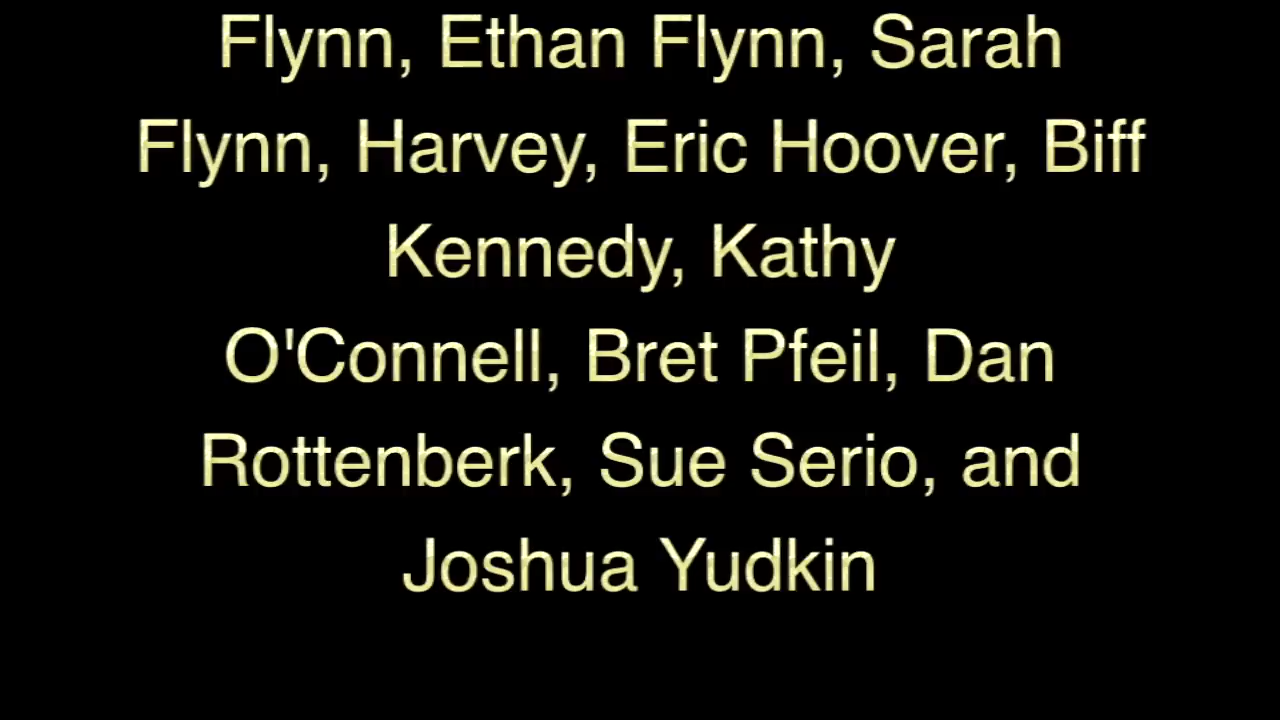 Flynn, Ethan Flynn, Sarah
Flynn, Harvey, Eric Hoover, Biff
Kennedy, Kathy
O'Connell, Bret Pfeil, Dan
Rottenberk, Sue Serio, and
Joshua Yudkin